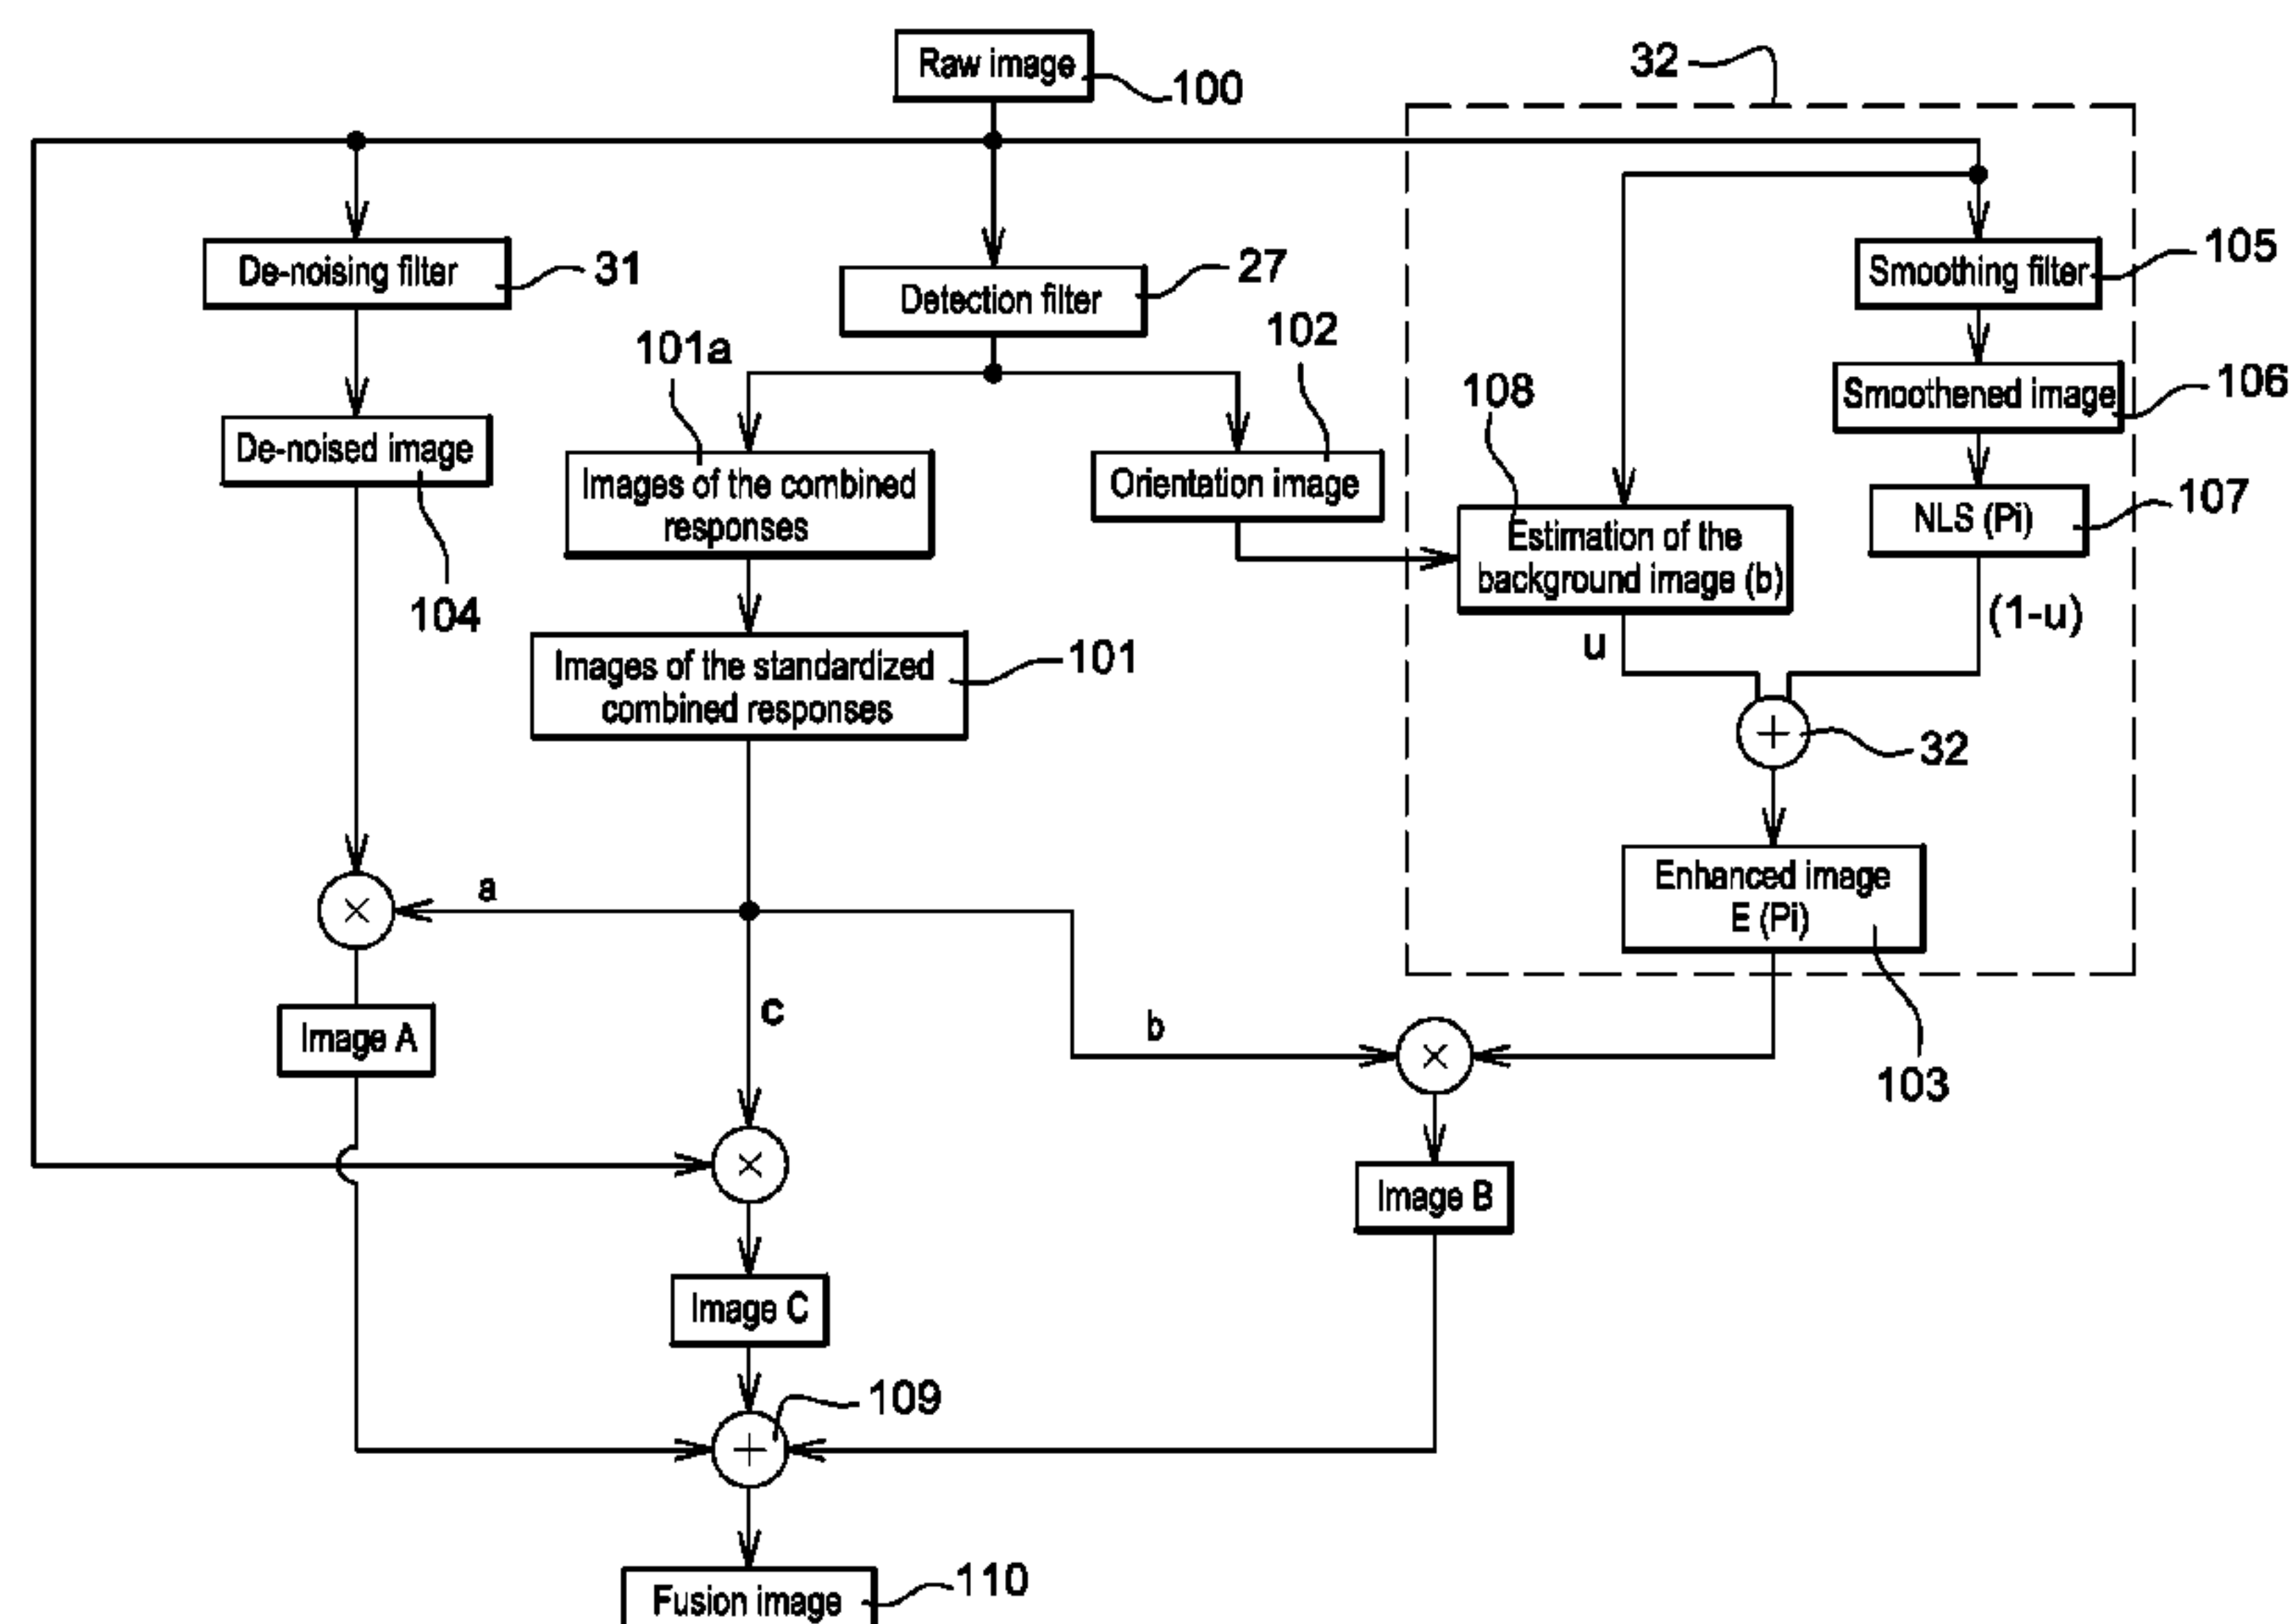 Raw image
100
32
De-noising filter
31
Detection filter
27
Smoothing filter
105
101a
102
Smoothened image
106
108
De-noised image
104
Images of the combined
responses
Orientation image
Estimation of the
background image (b)
NLS (Pi)
107
u
(1-u)
Images of the standardized
combined responses
101
+
32
Enhanced image
E (Pi)
103
×
a
c
b
×
Image A
×
Image B
Image C
109
+
Fusion image
110